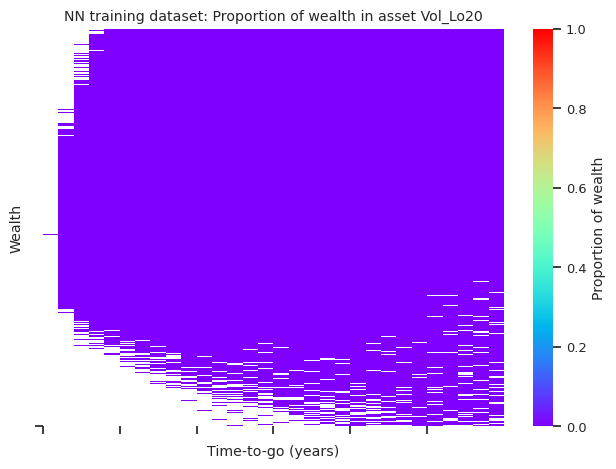 NN training dataset: Proportion of wealth in asset Vol_Lo20
Wealth
Time-to-go (years)
1.0
0.8
0.6
0.4
0.2
0.0
Proportion of wealth